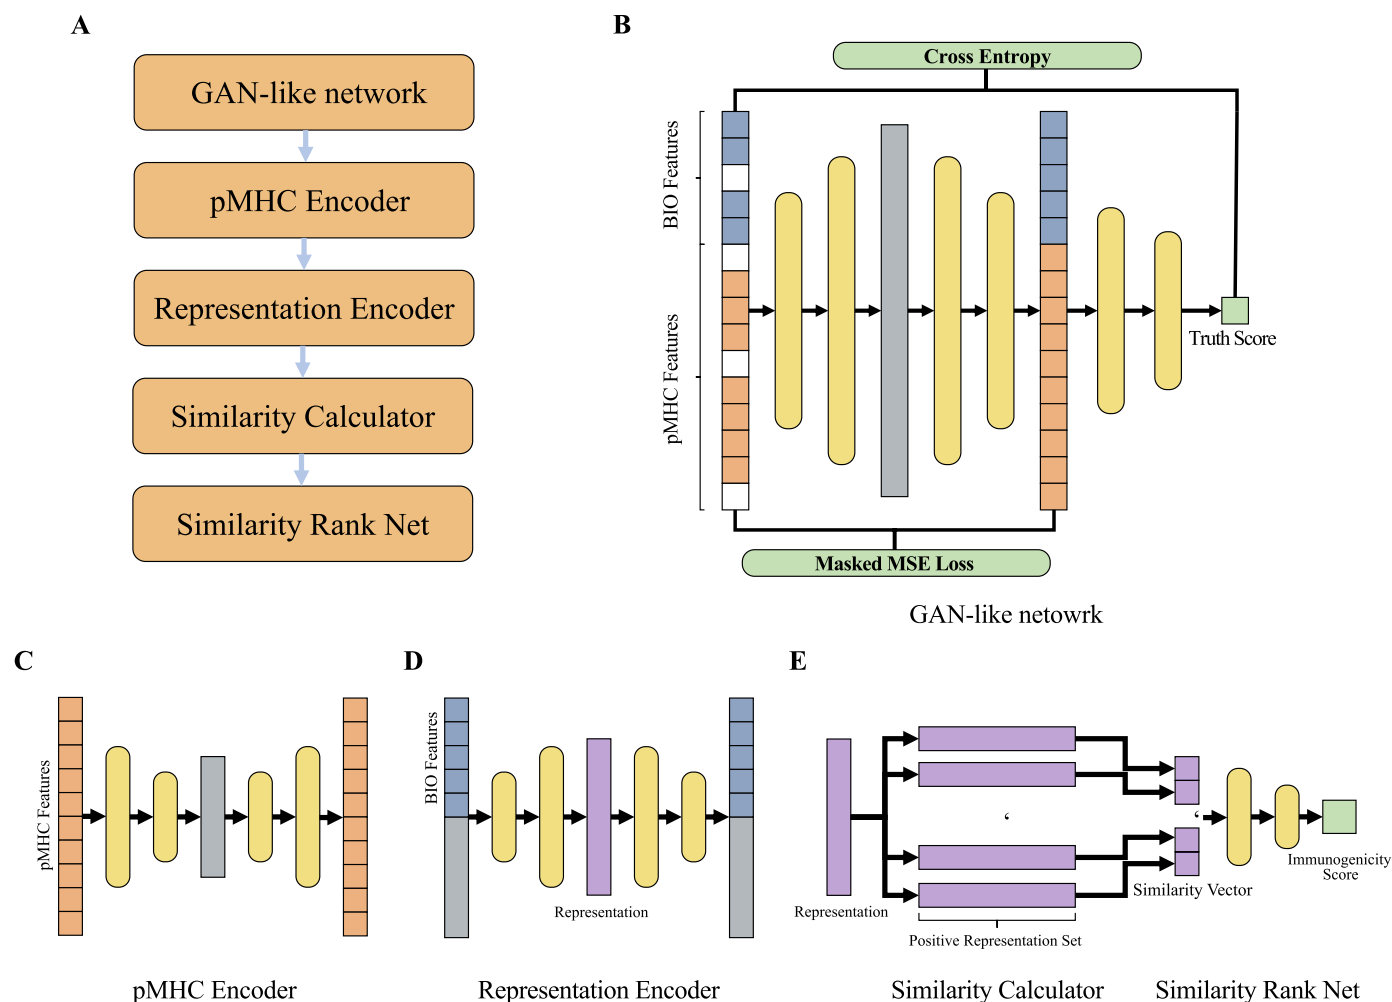 A
GAN-like network
pMHC Encoder
Representation Encoder
Similarity Calculator
Similarity Rank Net
B
Cross Entropy
BIO Features
pMHC Features
Truth Score
Masked MSE Loss
GAN-like netowrk
C
pMHC Features
pMHC Encoder
D
BIO Features
Representation
Representation Encoder
E
Representation
Positive Representation Set
Similarity Vector
Immunogenicity
Score
Similarity Calculator
Similarity Rank Net